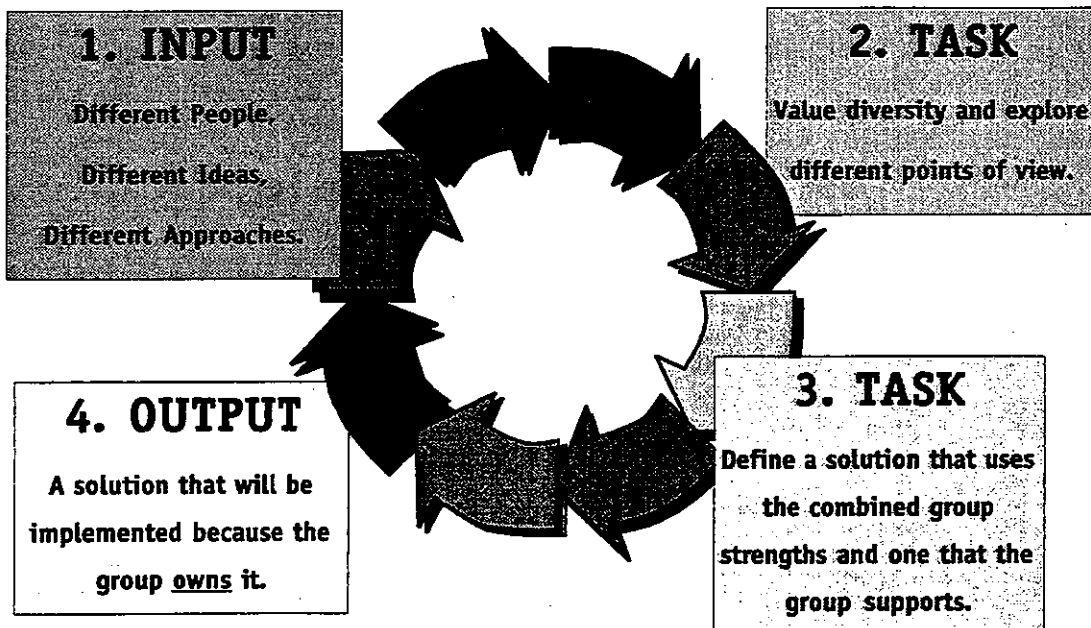 1. INPUT
Different People,
Different Ideas,
Different Approaches.
2. TASK
Value diversity and explore
different points of view.
3. TASK
Define a solution that uses
the combined group
strengths and one that the
group supports.
4. OUTPUT
A solution that will be
implemented because the
group owns it.